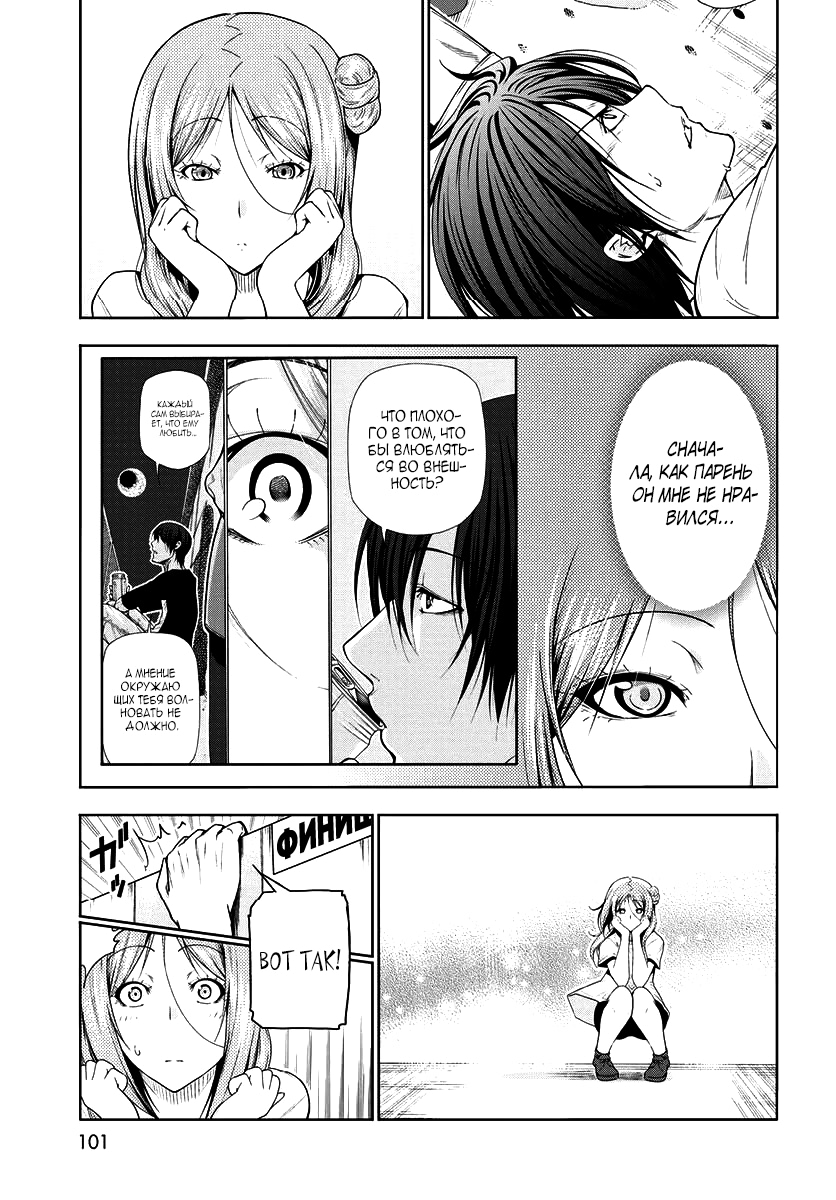 СНАЧА-
ЛА, КАК ПАРЕНЬ
ОН МНЕ НЕ НРА-
ВИЛСЯ...
ЧТО ПЛОХО-
ГО В ТОМ, ЧТО
БЫ ВЛЮБЛЯТЬ-
СЯ ВО ВНЕШ-
НОСТЬ?
КАЖДЫЙ
САМ ВЫБИРА-
ЕТ, ЧТО ЕМУ
ЛЮБИТЬ...
А МНЕНИЕ
ОКРУЖАЮ
ЩИХ ТЕБЯ ВОЛ-
НОВАТЬ НЕ
ДОЛЖНО.
ФИНИШ
ガッ
ВОТ ТАК!
101